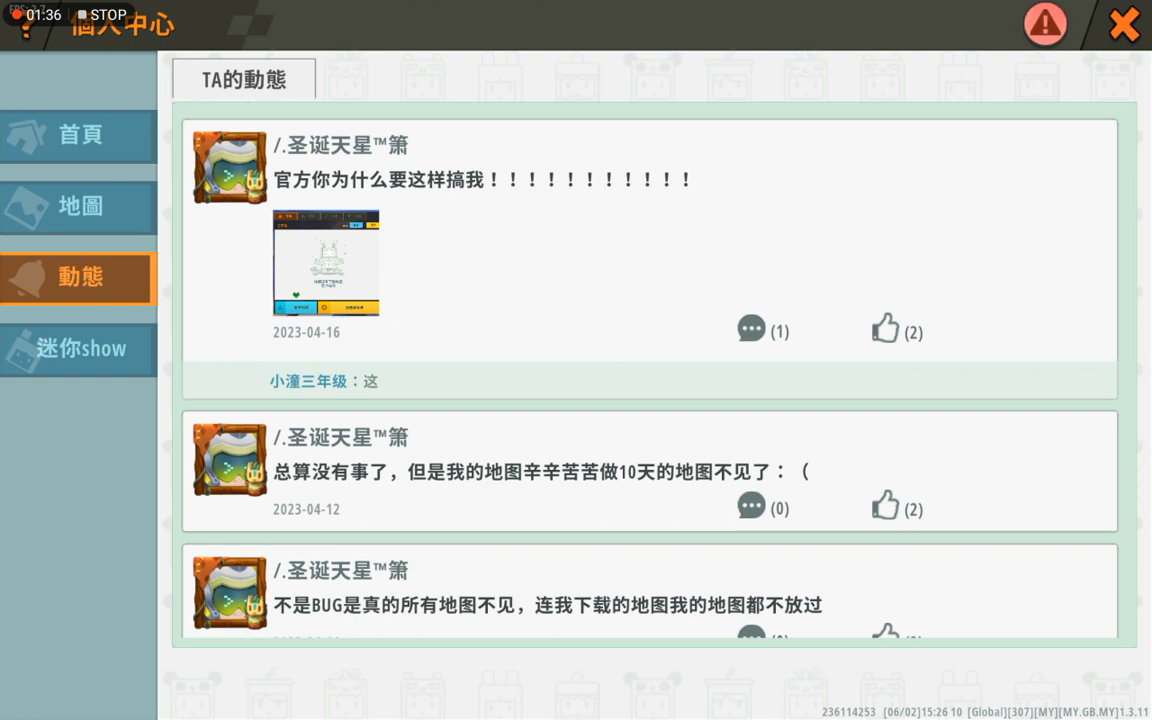 01:36 STOP
個人中心
TA的動態
首頁
地圖
動態
迷你show
/.圣诞天星™箫
官方你为什么要这样搞我！！！！！！！！！！！
2023-04-16
(1)
(2)
小潼三年级：这
/.圣诞天星™箫
总算没有事了，但是我的地图辛辛苦苦做10天的地图不见了：（
2023-04-12
(0)
(2)
/.圣诞天星™箫
不是BUG是真的所有地图不见，连我下载的地图我的地图都不放过
236114253 [06/02]15:26 10 [Global][307][MY][MY.GB.MY]1.3.11